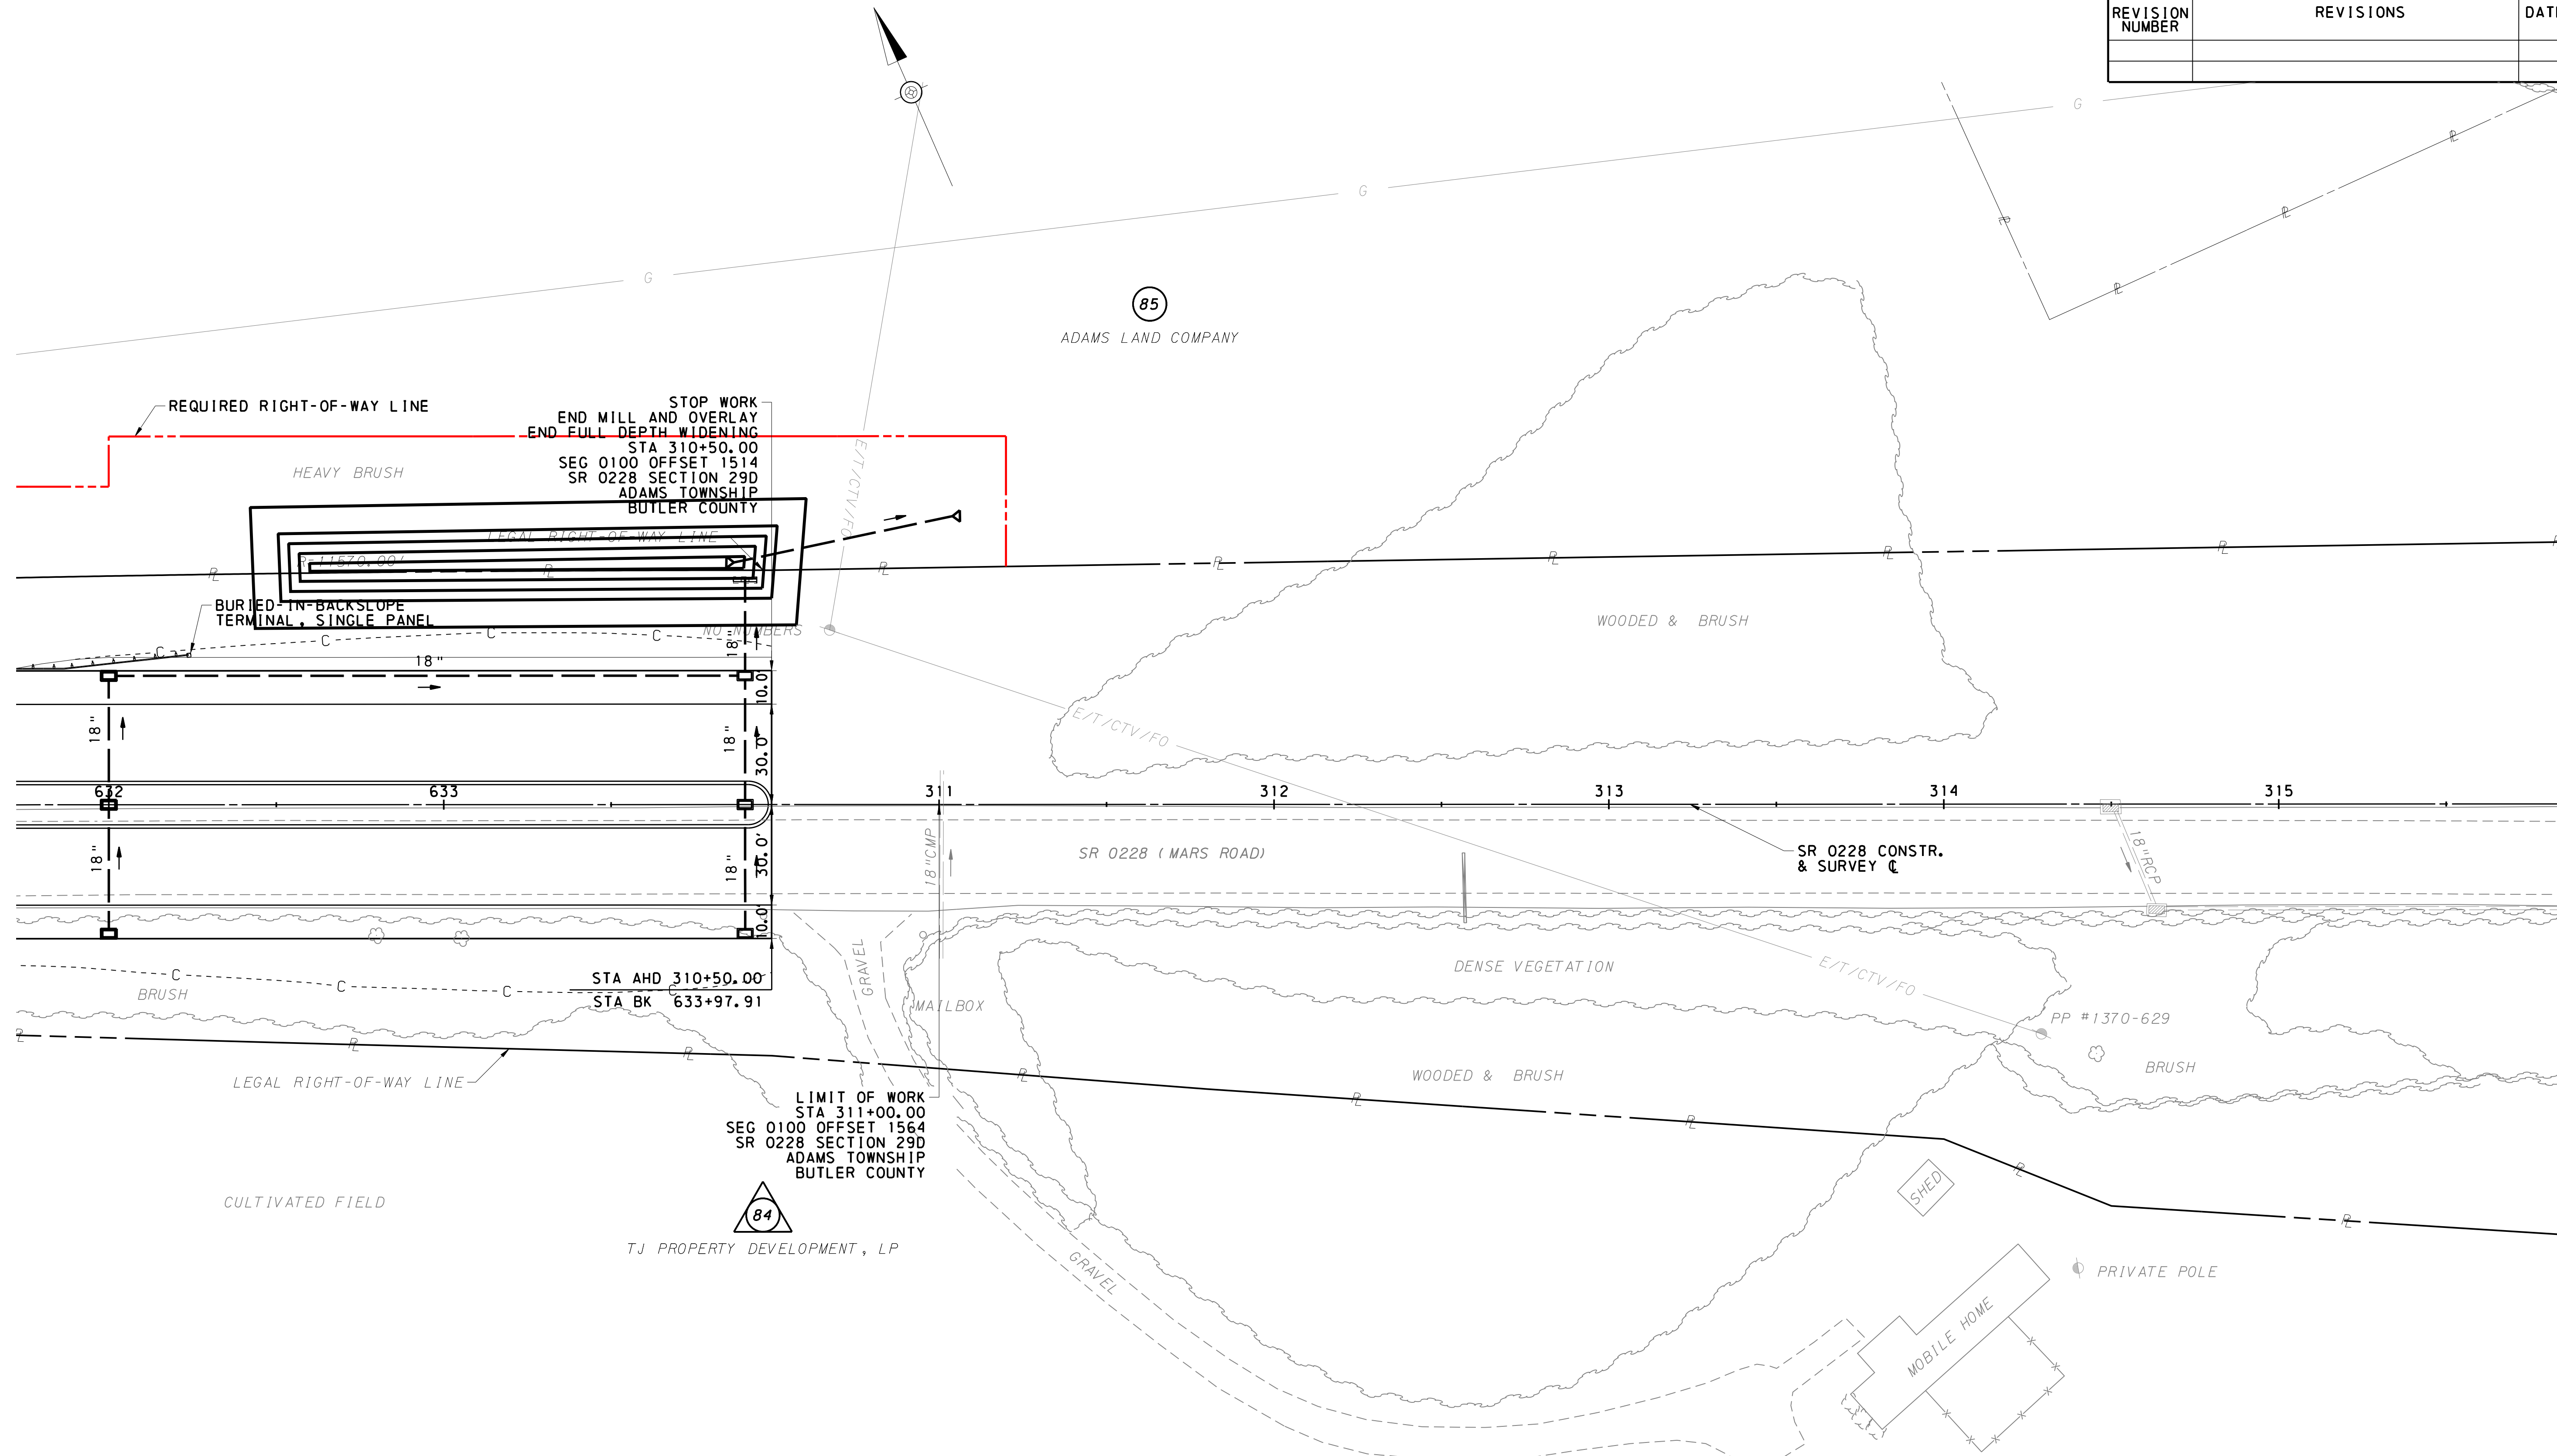 REVISION
NUMBER
REVISIONS
G
G
G
85
ADAMS LAND COMPANY
REQUIRED RIGHT-OF-WAY LINE
STOP WORK
END MILL AND OVERLAY
END FULL DEPTH WIDENING
STA 310+50.00
SEG 0100 OFFSET 1514
SR 0228 SECTION 29D
ADAMS TOWNSHIP
BUTLER COUNTY
HEAVY BRUSH
E/T/CTV/FO
LEGAL RIGHT-OF-WAY LINE
BURIED-IN-BACKSLOPE
TERMINAL, SINGLE PANEL
NO NUMBERS
WOODED & BRUSH
C
C
C
C
18"
18"
10.0'
18"
18"
30.0'
E/T/CTV/FO
632
633
311
312
313
314
315
18"
18"
30.0'
18"CMP
SR 0228 (MARS ROAD)
SR 0228 CONSTR.
& SURVEY ℄
18"RCP
10.0'
GRAVEL
DENSE VEGETATION
E/T/CTV/FO
C
C
C
C
STA AHD 310+50.00
STA BK 633+97.91
BRUSH
MAILBOX
PP #1370-629
BRUSH
LEGAL RIGHT-OF-WAY LINE
WOODED & BRUSH
LIMIT OF WORK
STA 311+00.00
SEG 0100 OFFSET 1564
SR 0228 SECTION 29D
ADAMS TOWNSHIP
BUTLER COUNTY
CULTIVATED FIELD
84
TJ PROPERTY DEVELOPMENT, LP
SHED
GRAVEL
PRIVATE POLE
MOBILE HOME